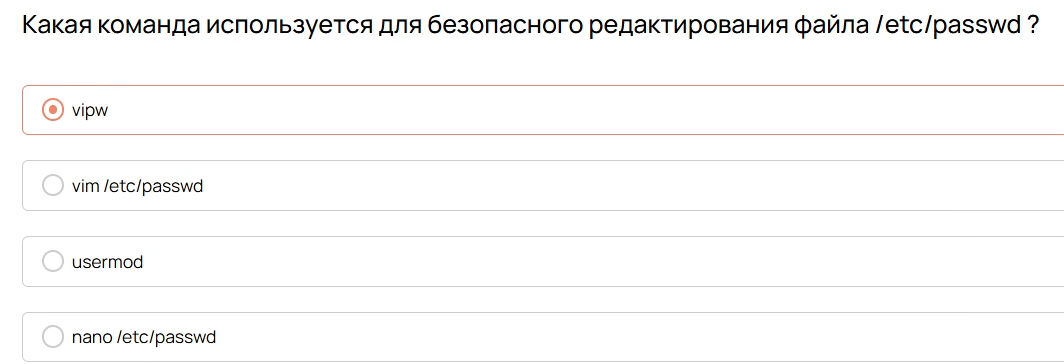 Какая команда используется для безопасного редактирования файла /etc/passwd ?
vipw
vim /etc/passwd
usermod
nano /etc/passwd